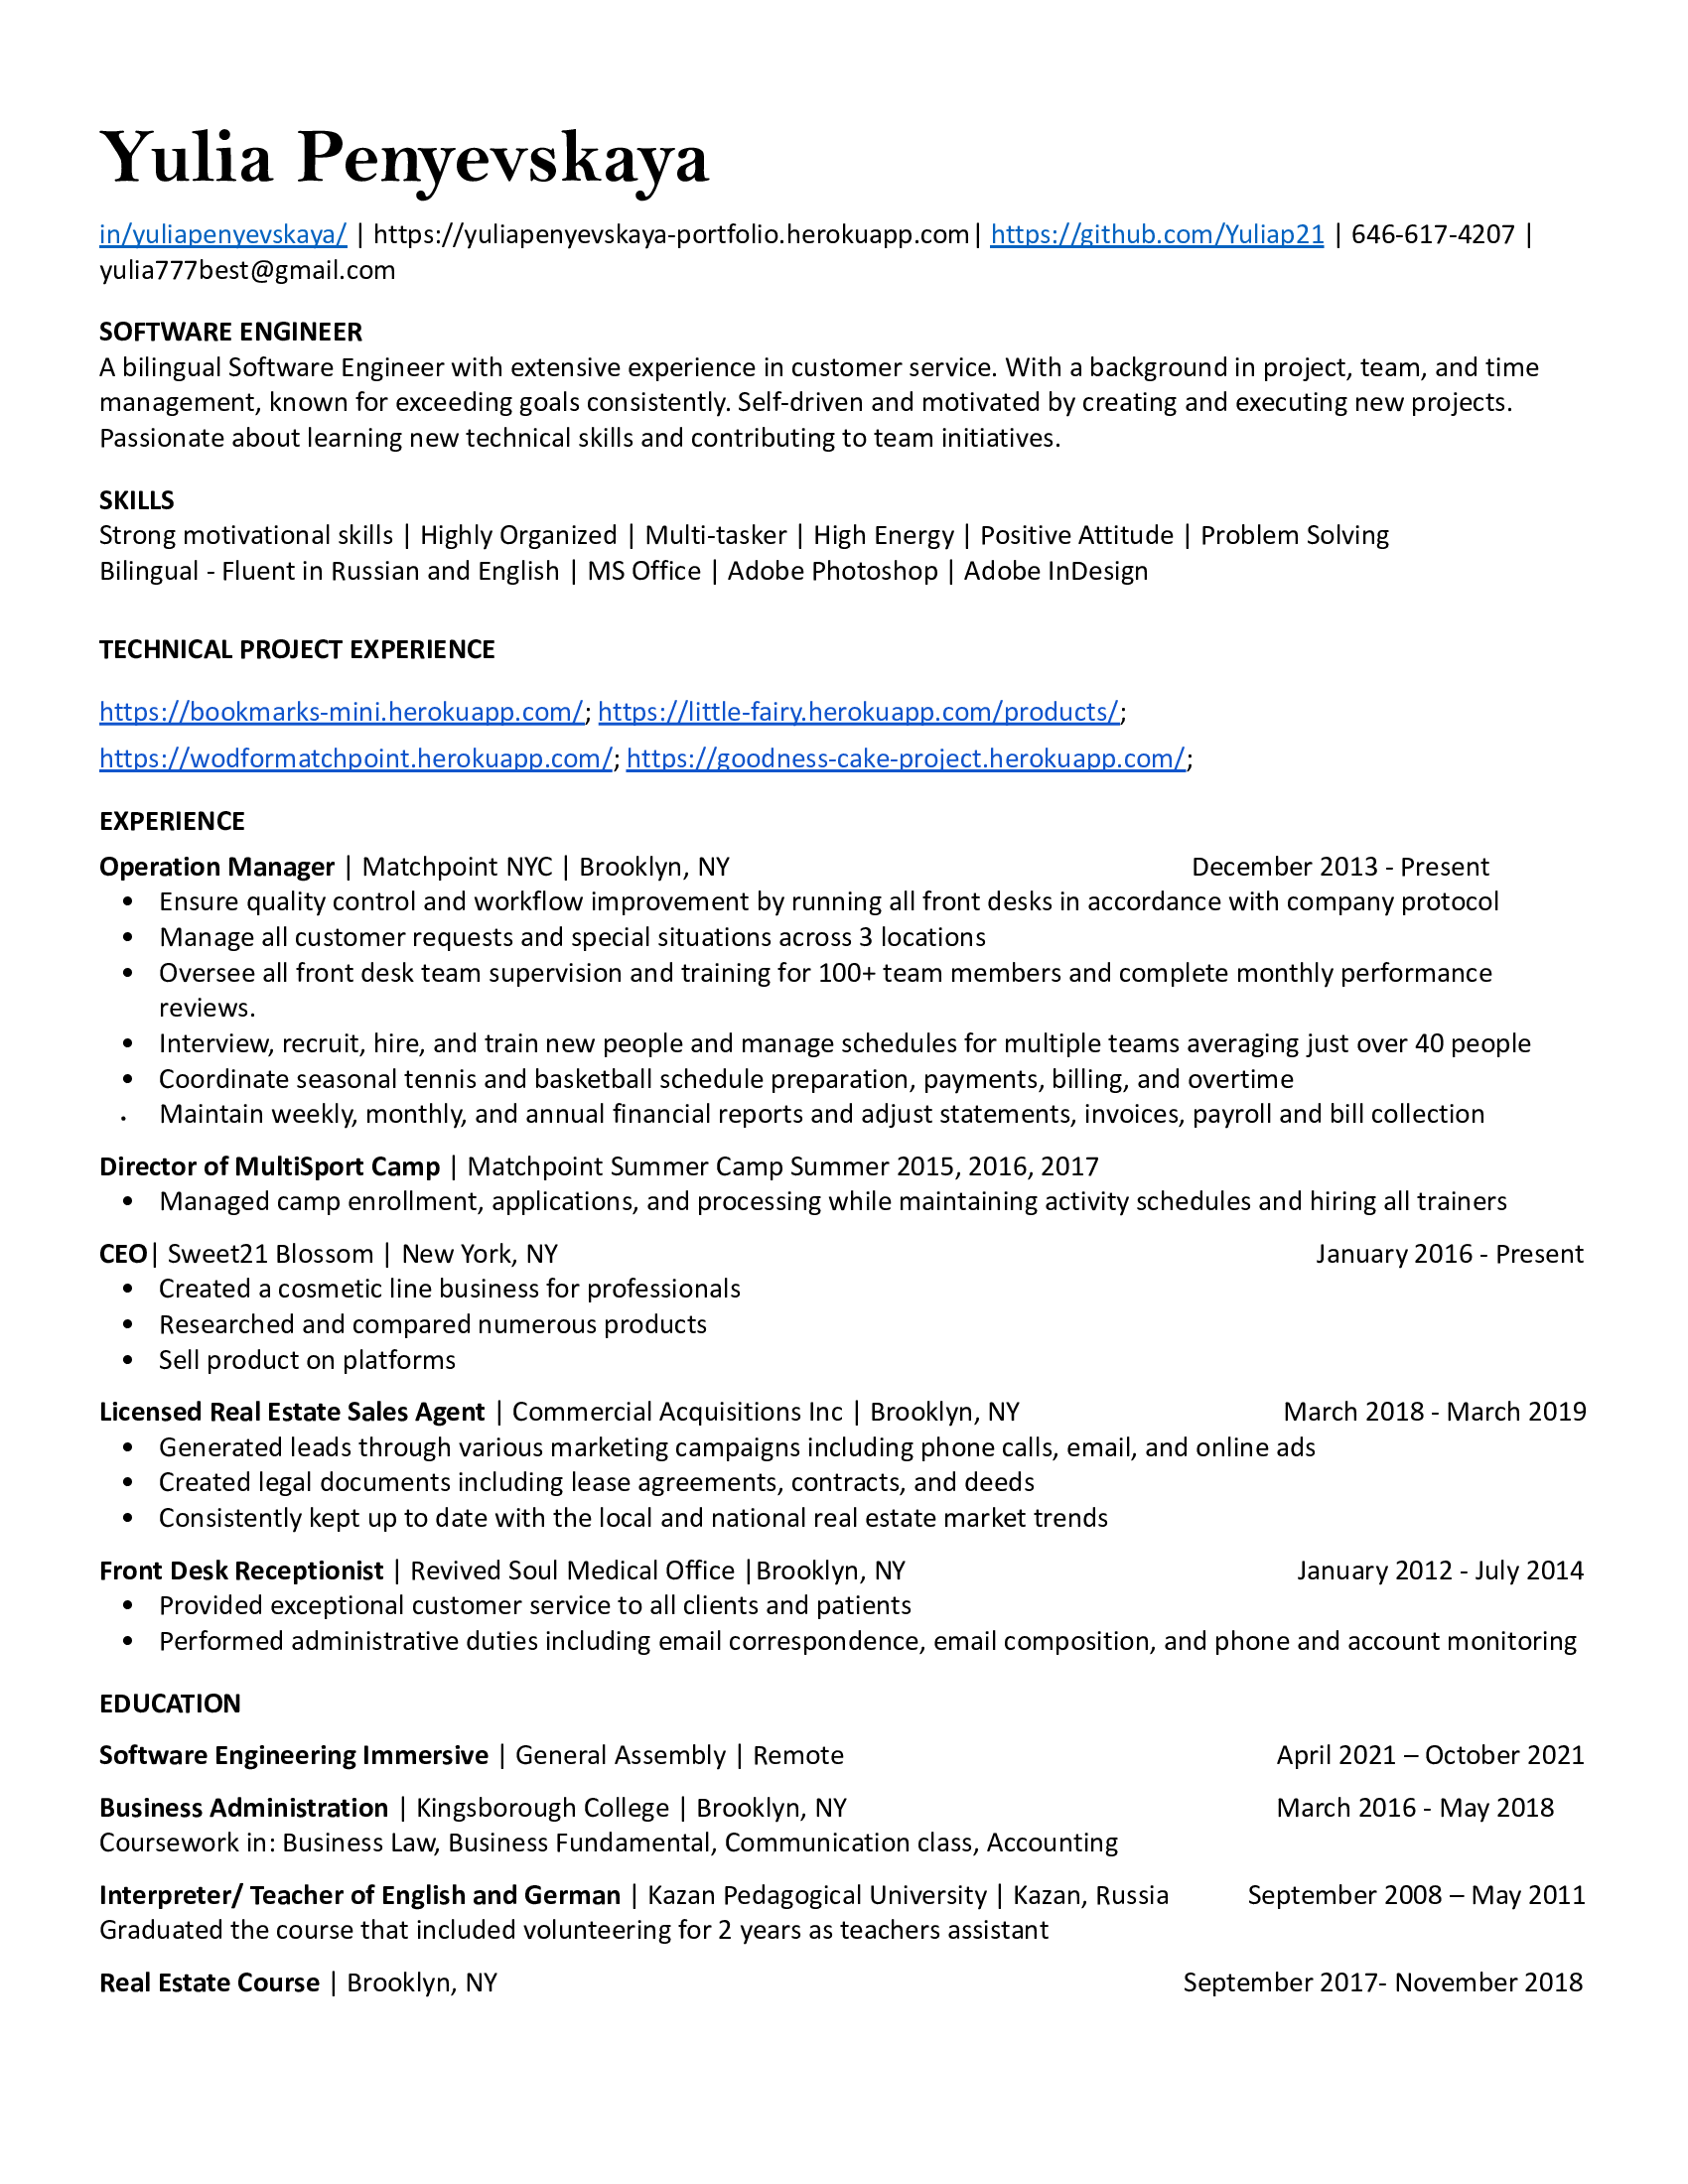 Yulia Penyevskaya
in/yuliapenyevskaya/ | https://yuliapenyevskaya-portfolio.herokuapp.com| https://github.com/Yuliap21 | 646-617-4207 |
yulia777best@gmail.com
SOFTWARE ENGINEER
A bilingual Software Engineer with extensive experience in customer service. With a background in project, team, and time
management, known for exceeding goals consistently. Self-driven and motivated by creating and executing new projects.
Passionate about learning new technical skills and contributing to team initiatives.
SKILLS
Strong motivational skills | Highly Organized | Multi-tasker | High Energy | Positive Attitude | Problem Solving
Bilingual - Fluent in Russian and English | MS Office | Adobe Photoshop | Adobe InDesign
TECHNICAL PROJECT EXPERIENCE
https://bookmarks-mini.herokuapp.com/; https://little-fairy.herokuapp.com/products/;
https://wodformatchpoint.herokuapp.com/; https://goodness-cake-project.herokuapp.com/;
EXPERIENCE
Operation Manager | Matchpoint NYC | Brooklyn, NY December 2013 - Present
• Ensure quality control and workflow improvement by running all front desks in accordance with company protocol
• Manage all customer requests and special situations across 3 locations
• Oversee all front desk team supervision and training for 100+ team members and complete monthly performance
reviews.
• Interview, recruit, hire, and train new people and manage schedules for multiple teams averaging just over 40 people
• Coordinate seasonal tennis and basketball schedule preparation, payments, billing, and overtime
• Maintain weekly, monthly, and annual financial reports and adjust statements, invoices, payroll and bill collection
Director of MultiSport Camp | Matchpoint Summer Camp Summer 2015, 2016, 2017
• Managed camp enrollment, applications, and processing while maintaining activity schedules and hiring all trainers
CEO| Sweet21 Blossom | New York, NY January 2016 - Present
• Created a cosmetic line business for professionals
• Researched and compared numerous products
• Sell product on platforms
Licensed Real Estate Sales Agent | Commercial Acquisitions Inc | Brooklyn, NY March 2018 - March 2019
• Generated leads through various marketing campaigns including phone calls, email, and online ads
• Created legal documents including lease agreements, contracts, and deeds
• Consistently kept up to date with the local and national real estate market trends
Front Desk Receptionist | Revived Soul Medical Office |Brooklyn, NY January 2012 - July 2014
• Provided exceptional customer service to all clients and patients
• Performed administrative duties including email correspondence, email composition, and phone and account monitoring
EDUCATION
Software Engineering Immersive | General Assembly | Remote April 2021 – October 2021
Business Administration | Kingsborough College | Brooklyn, NY March 2016 - May 2018
Coursework in: Business Law, Business Fundamental, Communication class, Accounting
Interpreter/ Teacher of English and German | Kazan Pedagogical University | Kazan, Russia September 2008 – May 2011
Graduated the course that included volunteering for 2 years as teachers assistant
Real Estate Course | Brooklyn, NY September 2017- November 2018